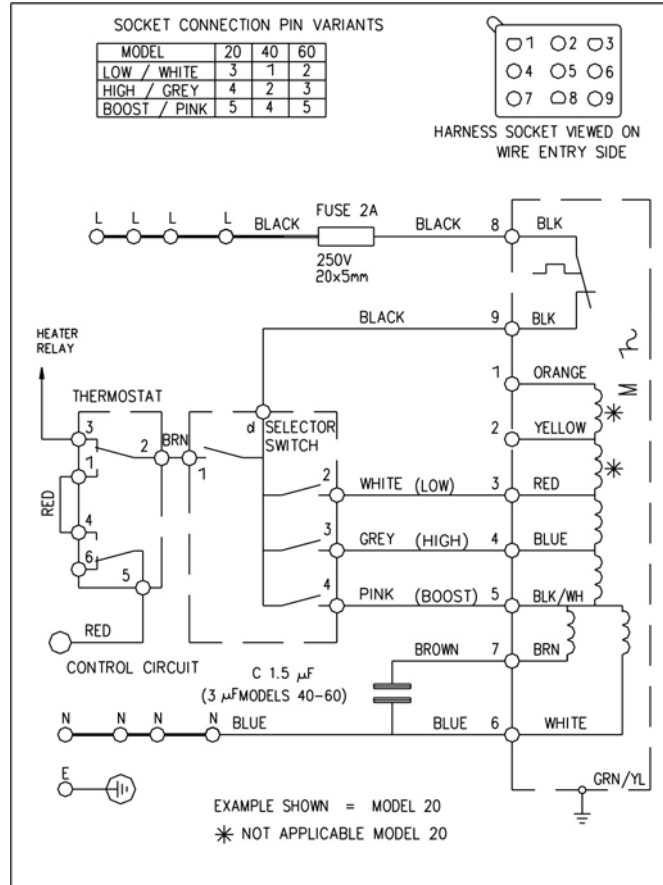 SOCKET CONNECTION PIN VARIANTS
MODEL 20 40 60
LOW / WHITE 3 1 2
HIGH / GREY 4 2 3
BOOST / PINK 5 4 5
1 2 3
4 5 6
7 8 9
HARNESS SOCKET VIEWED ON
WIRE ENTRY SIDE
L L L L
BLACK
FUSE 2A
250V
20x5mm
BLACK
8
BLK
BLACK
9
BLK
HEATER
RELAY
THERMOSTAT
3
1
4
6
2
5
RED
BRN
1
d
SELECTOR
SWITCH
1
ORANGE
M
2
YELLOW
2
WHITE (LOW)
3
RED
3
GREY (HIGH)
4
BLUE
4
PINK (BOOST)
5
BLK/WH
RED
CONTROL CIRCUIT
BROWN
7
BRN
C 1.5 µF
(3 µF MODELS 40-60)
N N N N
BLUE
BLUE
6
WHITE
E
GRN/YL
EXAMPLE SHOWN = MODEL 20
✳ NOT APPLICABLE MODEL 20